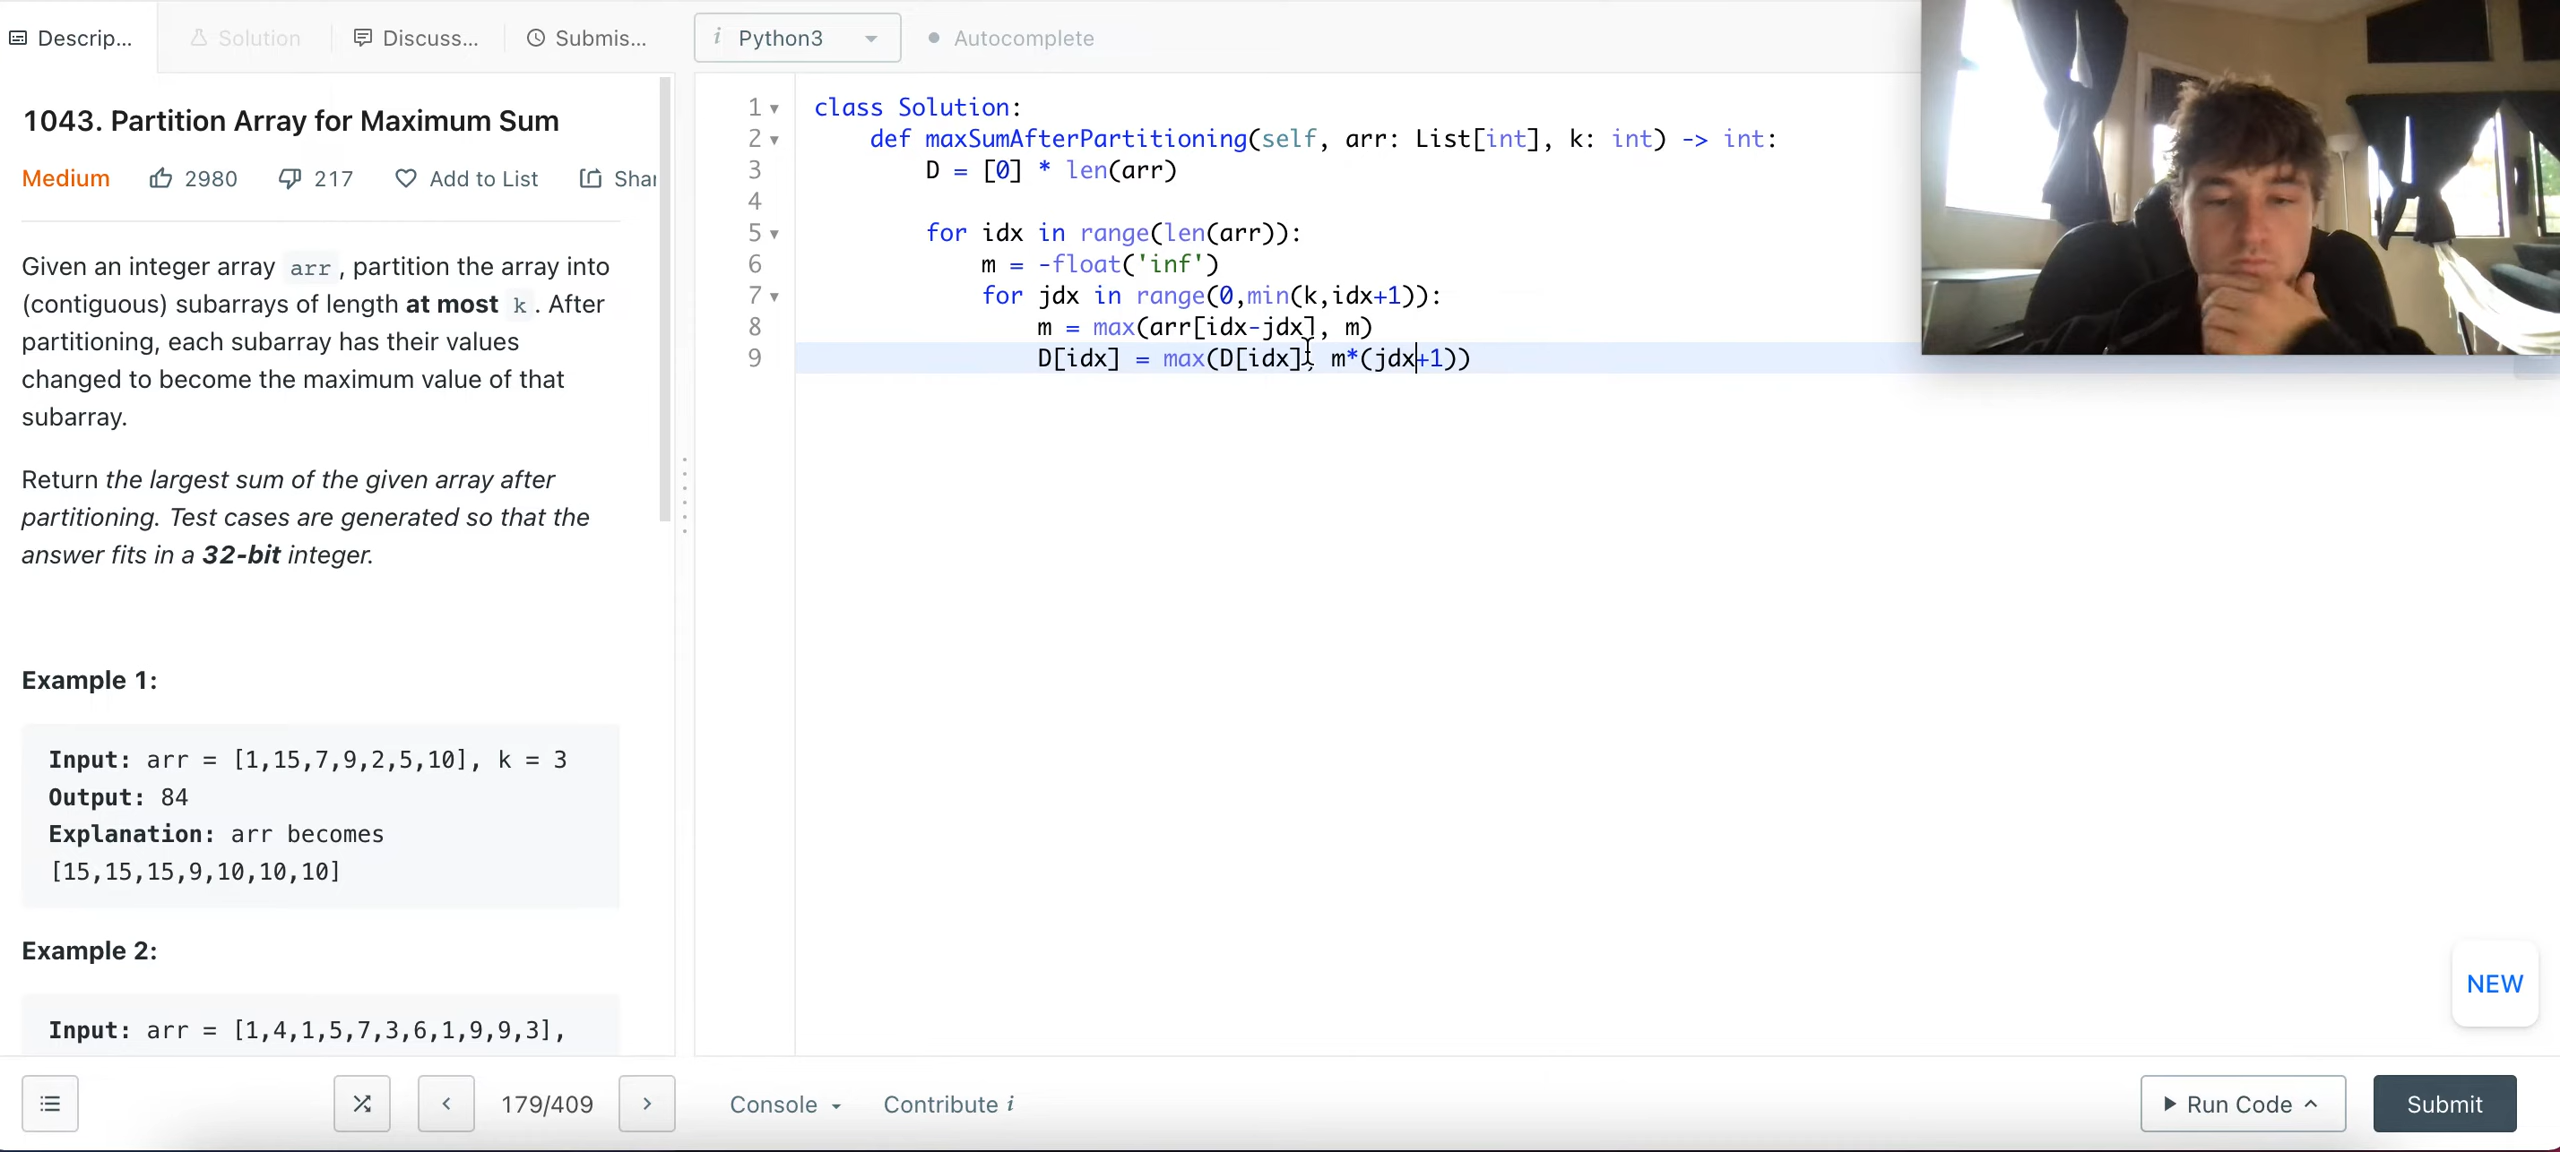 Descrip...
Solution
Discuss...
Submis...
i Python3
Autocomplete
1043. Partition Array for Maximum Sum
Medium 2980 217 Add to List Shar
Given an integer array arr , partition the array into
(contiguous) subarrays of length at most k . After
partitioning, each subarray has their values
changed to become the maximum value of that
subarray.
Return the largest sum of the given array after
partitioning. Test cases are generated so that the
answer fits in a 32-bit integer.
Example 1:
Input: arr = [1,15,7,9,2,5,10], k = 3
Output: 84
Explanation: arr becomes
[15,15,15,9,10,10,10]
Example 2:
Input: arr = [1,4,1,5,7,3,6,1,9,9,3],
1 class Solution:
2 def maxSumAfterPartitioning(self, arr: List[int], k: int) -> int:
3 D = [0] * len(arr)
4
5 for idx in range(len(arr)):
6 m = -float('inf')
7 for jdx in range(0,min(k,idx+1)):
8 m = max(arr[idx-jdx], m)
9 D[idx] = max(D[idx], m*(jdx+1))
NEW
179/409
Console
Contribute i
Run Code
Submit